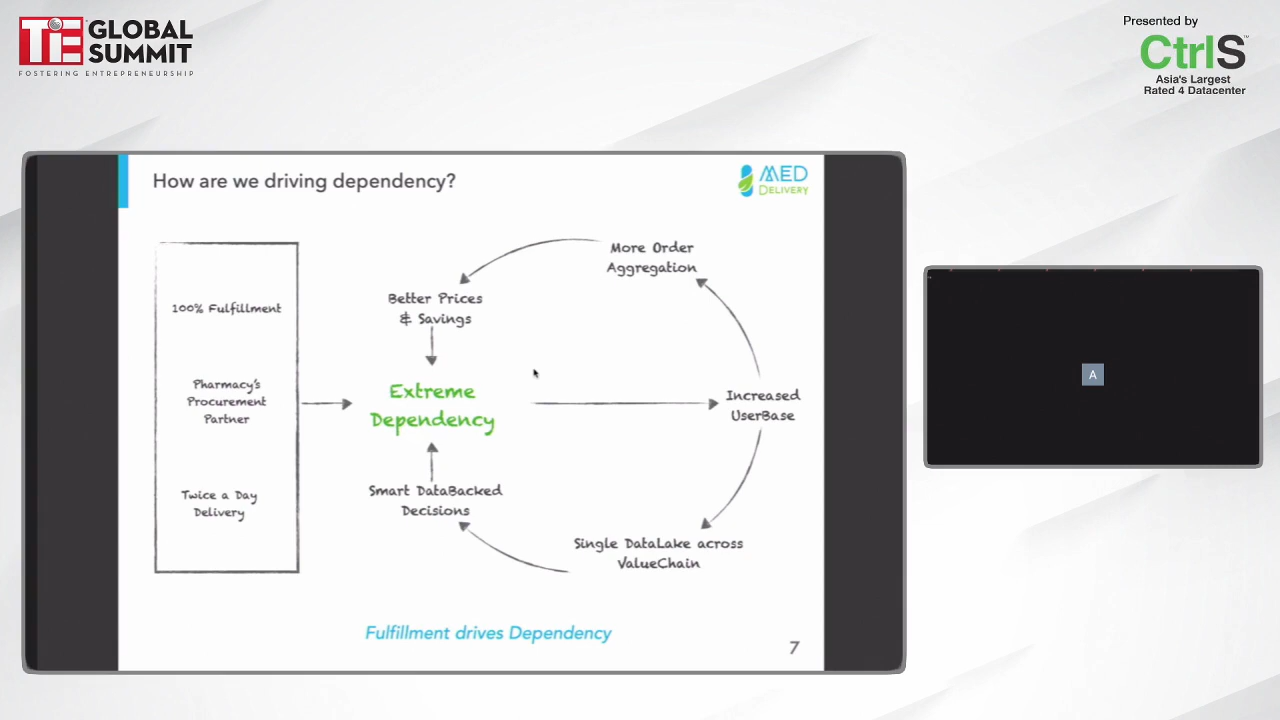 TiE GLOBAL
SUMMIT
FOSTERING ENTREPRENEURSHIP
Presented by
CtrlS™
Asia's Largest
Rated 4 Datacenter
How are we driving dependency?
MED
DELIVERY
100% Fulfillment
Pharmacy's
Procurement
Partner
Twice a Day
Delivery
Better Prices
& Savings
Extreme
Dependency
Smart DataBacked
Decisions
More Order
Aggregation
Increased
UserBase
Single DataLake across
ValueChain
Fulfillment drives Dependency
7
A